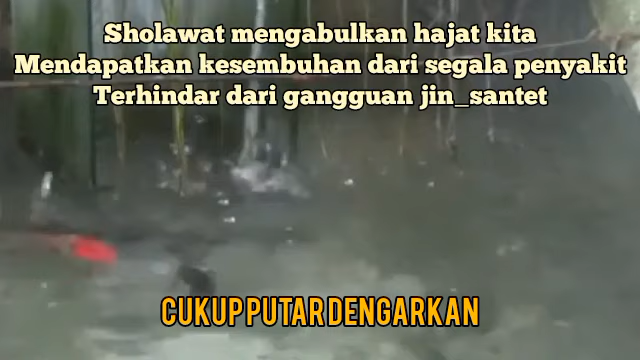 Sholawat mengabulkan hajat kita
Mendapatkan kesembuhan dari segala penyakit
Terhindar dari gangguan jin_santet
CUKUP PUTAR DENGARKAN